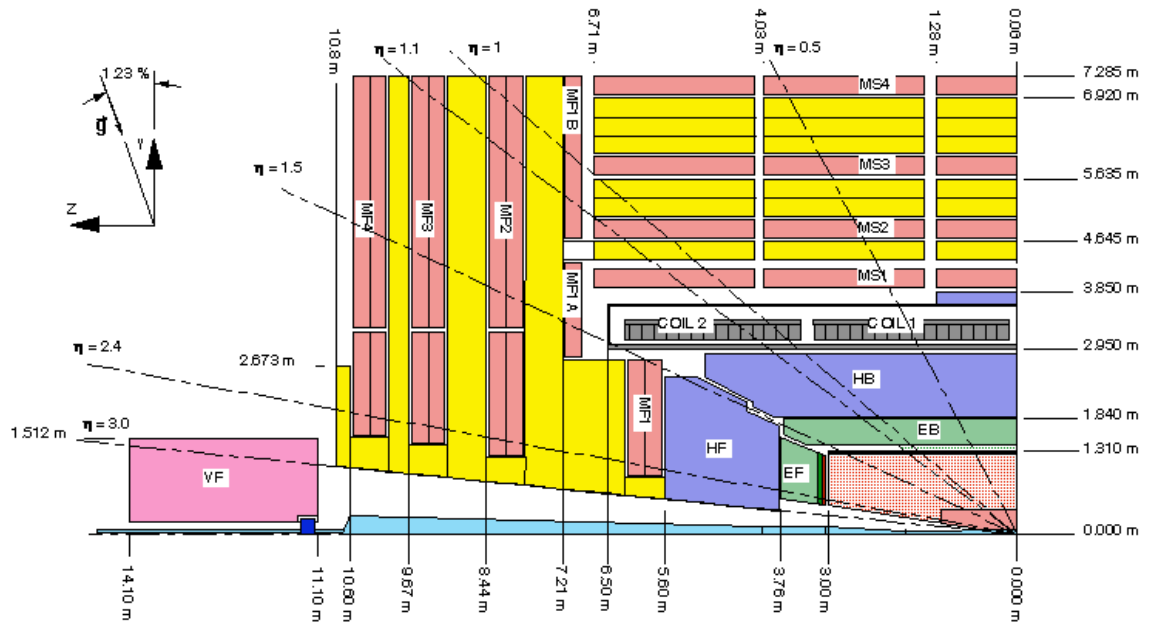 10.8 m
6.71 m
4.03 m
1.28 m
0.06 m
η = 1.1
η = 1
η = 0.5
1.23 %
g
Y
Z
η = 1.5
η = 2.4
η = 3.0
1.512 m
2.673 m
7.285 m
6.920 m
5.635 m
4.645 m
3.850 m
2.950 m
1.840 m
1.310 m
0.000 m
MS4
MS3
MS2
MS1
MF4
MF3
MF2
MF1 B
MF1 A
MF1
COIL 2
COIL 1
HB
EB
HF
EF
VF
14.10 m
11.10 m
10.60 m
9.67 m
8.44 m
7.21 m
6.50 m
5.60 m
3.76 m
3.00 m
0.000 m